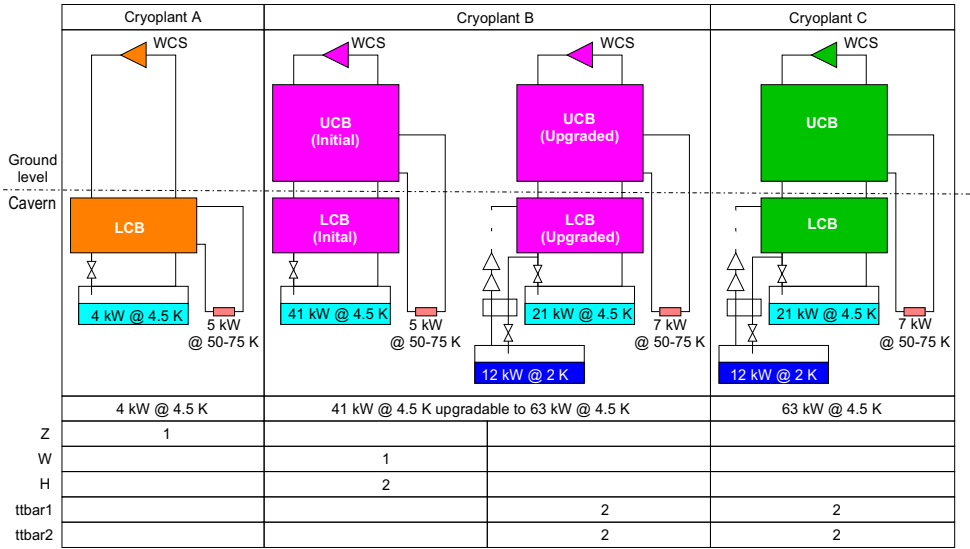 Cryoplant A
Cryoplant B
Cryoplant C
WCS
WCS
WCS
WCS
UCB
(Initial)
UCB
(Upgraded)
UCB
Ground
level
Cavern
LCB
LCB
(Inital)
LCB
(Upgraded)
LCB
4 kW @ 4.5 K
5 kW
@ 50-75 K
41 kW @ 4.5 K
5 kW
@ 50-75 K
21 kW @ 4.5 K
7 kW
@ 50-75 K
21 kW @ 4.5 K
7 kW
@ 50-75 K
12 kW @ 2 K
12 kW @ 2 K
4 kW @ 4.5 K
41 kW @ 4.5 K upgradable to 63 kW @ 4.5 K
63 kW @ 4.5 K
Z 1
W 1
H 2
ttbar1 2 2
ttbar2 2 2